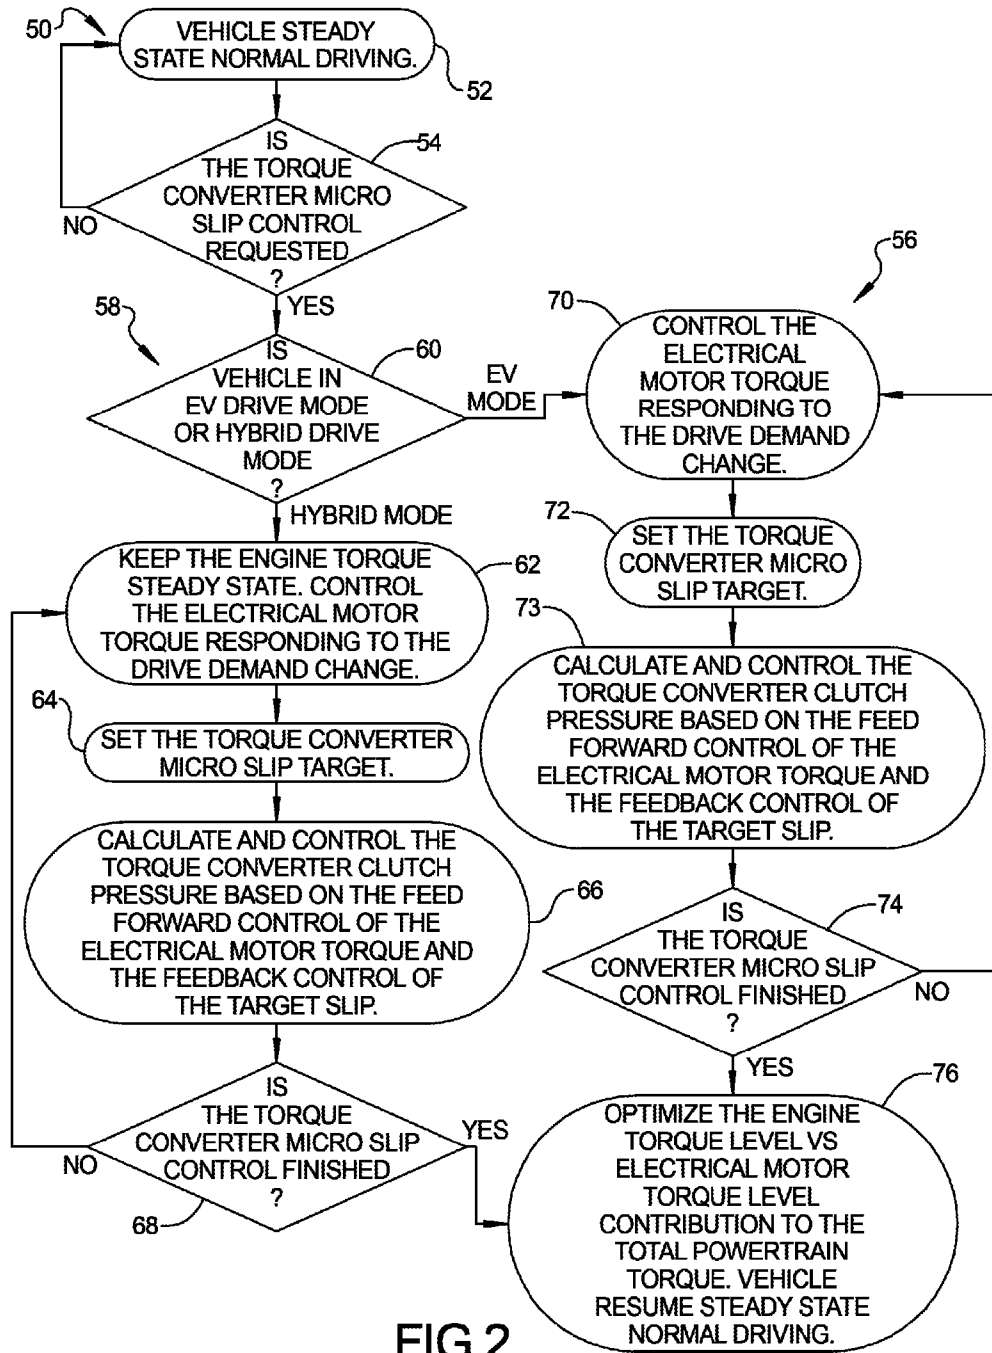 50
VEHICLE STEADY
STATE NORMAL DRIVING.
52
IS
THE TORQUE
CONVERTER MICRO
SLIP CONTROL
REQUESTED
?
54
NO
YES
58
IS
VEHICLE IN
EV DRIVE MODE
OR HYBRID DRIVE
MODE
?
60
EV
MODE
HYBRID MODE
KEEP THE ENGINE TORQUE
STEADY STATE. CONTROL
THE ELECTRICAL MOTOR
TORQUE RESPONDING TO THE
DRIVE DEMAND CHANGE.
62
64
SET THE TORQUE CONVERTER
MICRO SLIP TARGET.
CALCULATE AND CONTROL THE
TORQUE CONVERTER CLUTCH
PRESSURE BASED ON THE FEED
FORWARD CONTROL OF THE
ELECTRICAL MOTOR TORQUE AND
THE FEEDBACK CONTROL OF
THE TARGET SLIP.
66
IS
THE TORQUE
CONVERTER MICRO SLIP
CONTROL FINISHED
?
NO
YES
68
56
70
CONTROL THE
ELECTRICAL
MOTOR TORQUE
RESPONDING TO
THE DRIVE DEMAND
CHANGE.
72
SET THE TORQUE
CONVERTER MICRO
SLIP TARGET.
73
CALCULATE AND CONTROL THE
TORQUE CONVERTER CLUTCH
PRESSURE BASED ON THE FEED
FORWARD CONTROL OF THE
ELECTRICAL MOTOR TORQUE AND
THE FEEDBACK CONTROL OF
THE TARGET SLIP.
74
IS
THE TORQUE
CONVERTER MICRO SLIP
CONTROL FINISHED
?
NO
YES
76
OPTIMIZE THE ENGINE
TORQUE LEVEL VS
ELECTRICAL MOTOR
TORQUE LEVEL
CONTRIBUTION TO THE
TOTAL POWERTRAIN
TORQUE. VEHICLE
RESUME STEADY STATE
NORMAL DRIVING.
FIG 2